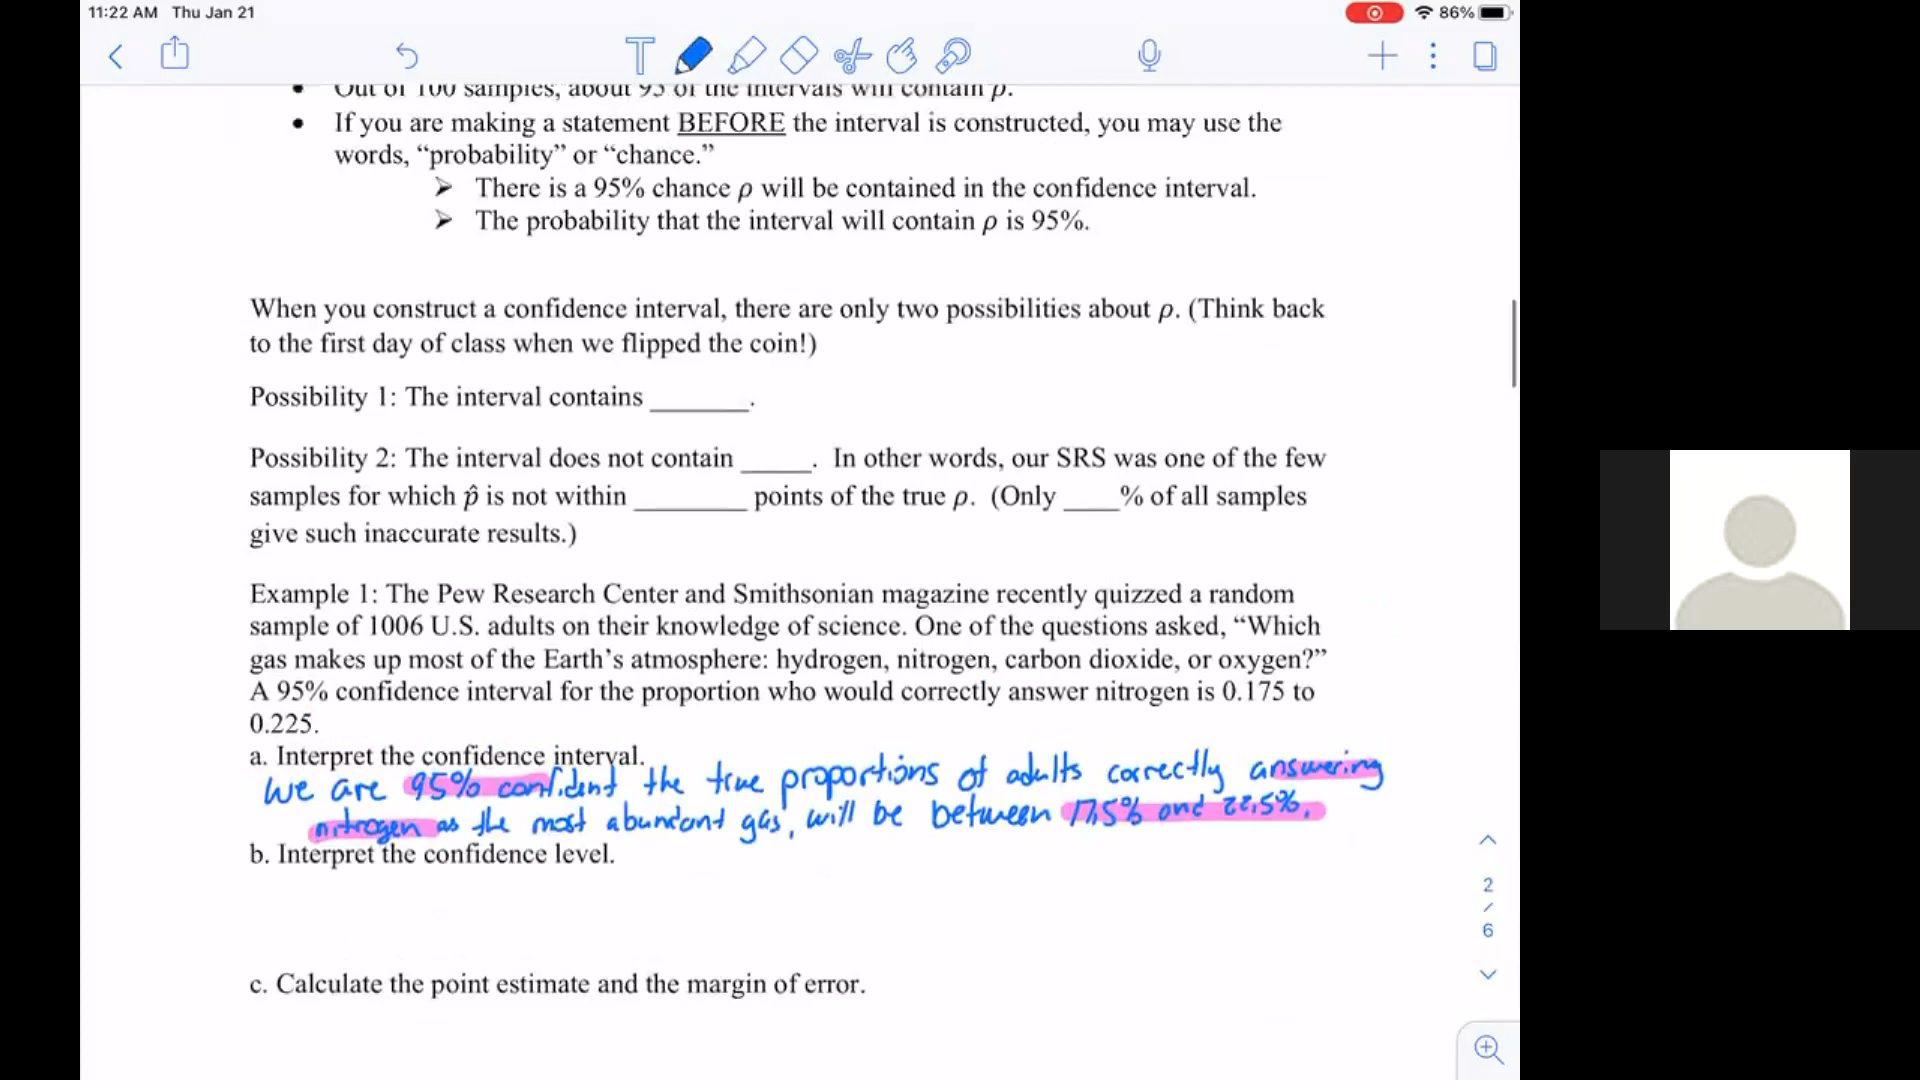 11:22 AM Thu Jan 21
86%
• Out of 100 samples, about 95 of the intervals will contain ρ.
• If you are making a statement BEFORE the interval is constructed, you may use the
words, “probability” or “chance.”
➢ There is a 95% chance ρ will be contained in the confidence interval.
➢ The probability that the interval will contain ρ is 95%.
When you construct a confidence interval, there are only two possibilities about ρ. (Think back
to the first day of class when we flipped the coin!)
Possibility 1: The interval contains _______.
Possibility 2: The interval does not contain _____. In other words, our SRS was one of the few
samples for which p̂ is not within ________ points of the true ρ. (Only ____% of all samples
give such inaccurate results.)
Example 1: The Pew Research Center and Smithsonian magazine recently quizzed a random
sample of 1006 U.S. adults on their knowledge of science. One of the questions asked, “Which
gas makes up most of the Earth’s atmosphere: hydrogen, nitrogen, carbon dioxide, or oxygen?”
A 95% confidence interval for the proportion who would correctly answer nitrogen is 0.175 to
0.225.
a. Interpret the confidence interval.
We are 95% confident the true proportions of adults correctly answering
nitrogen as the most abundant gas, will be between 17.5% and 22.5%.
b. Interpret the confidence level.
c. Calculate the point estimate and the margin of error.
2
/
6